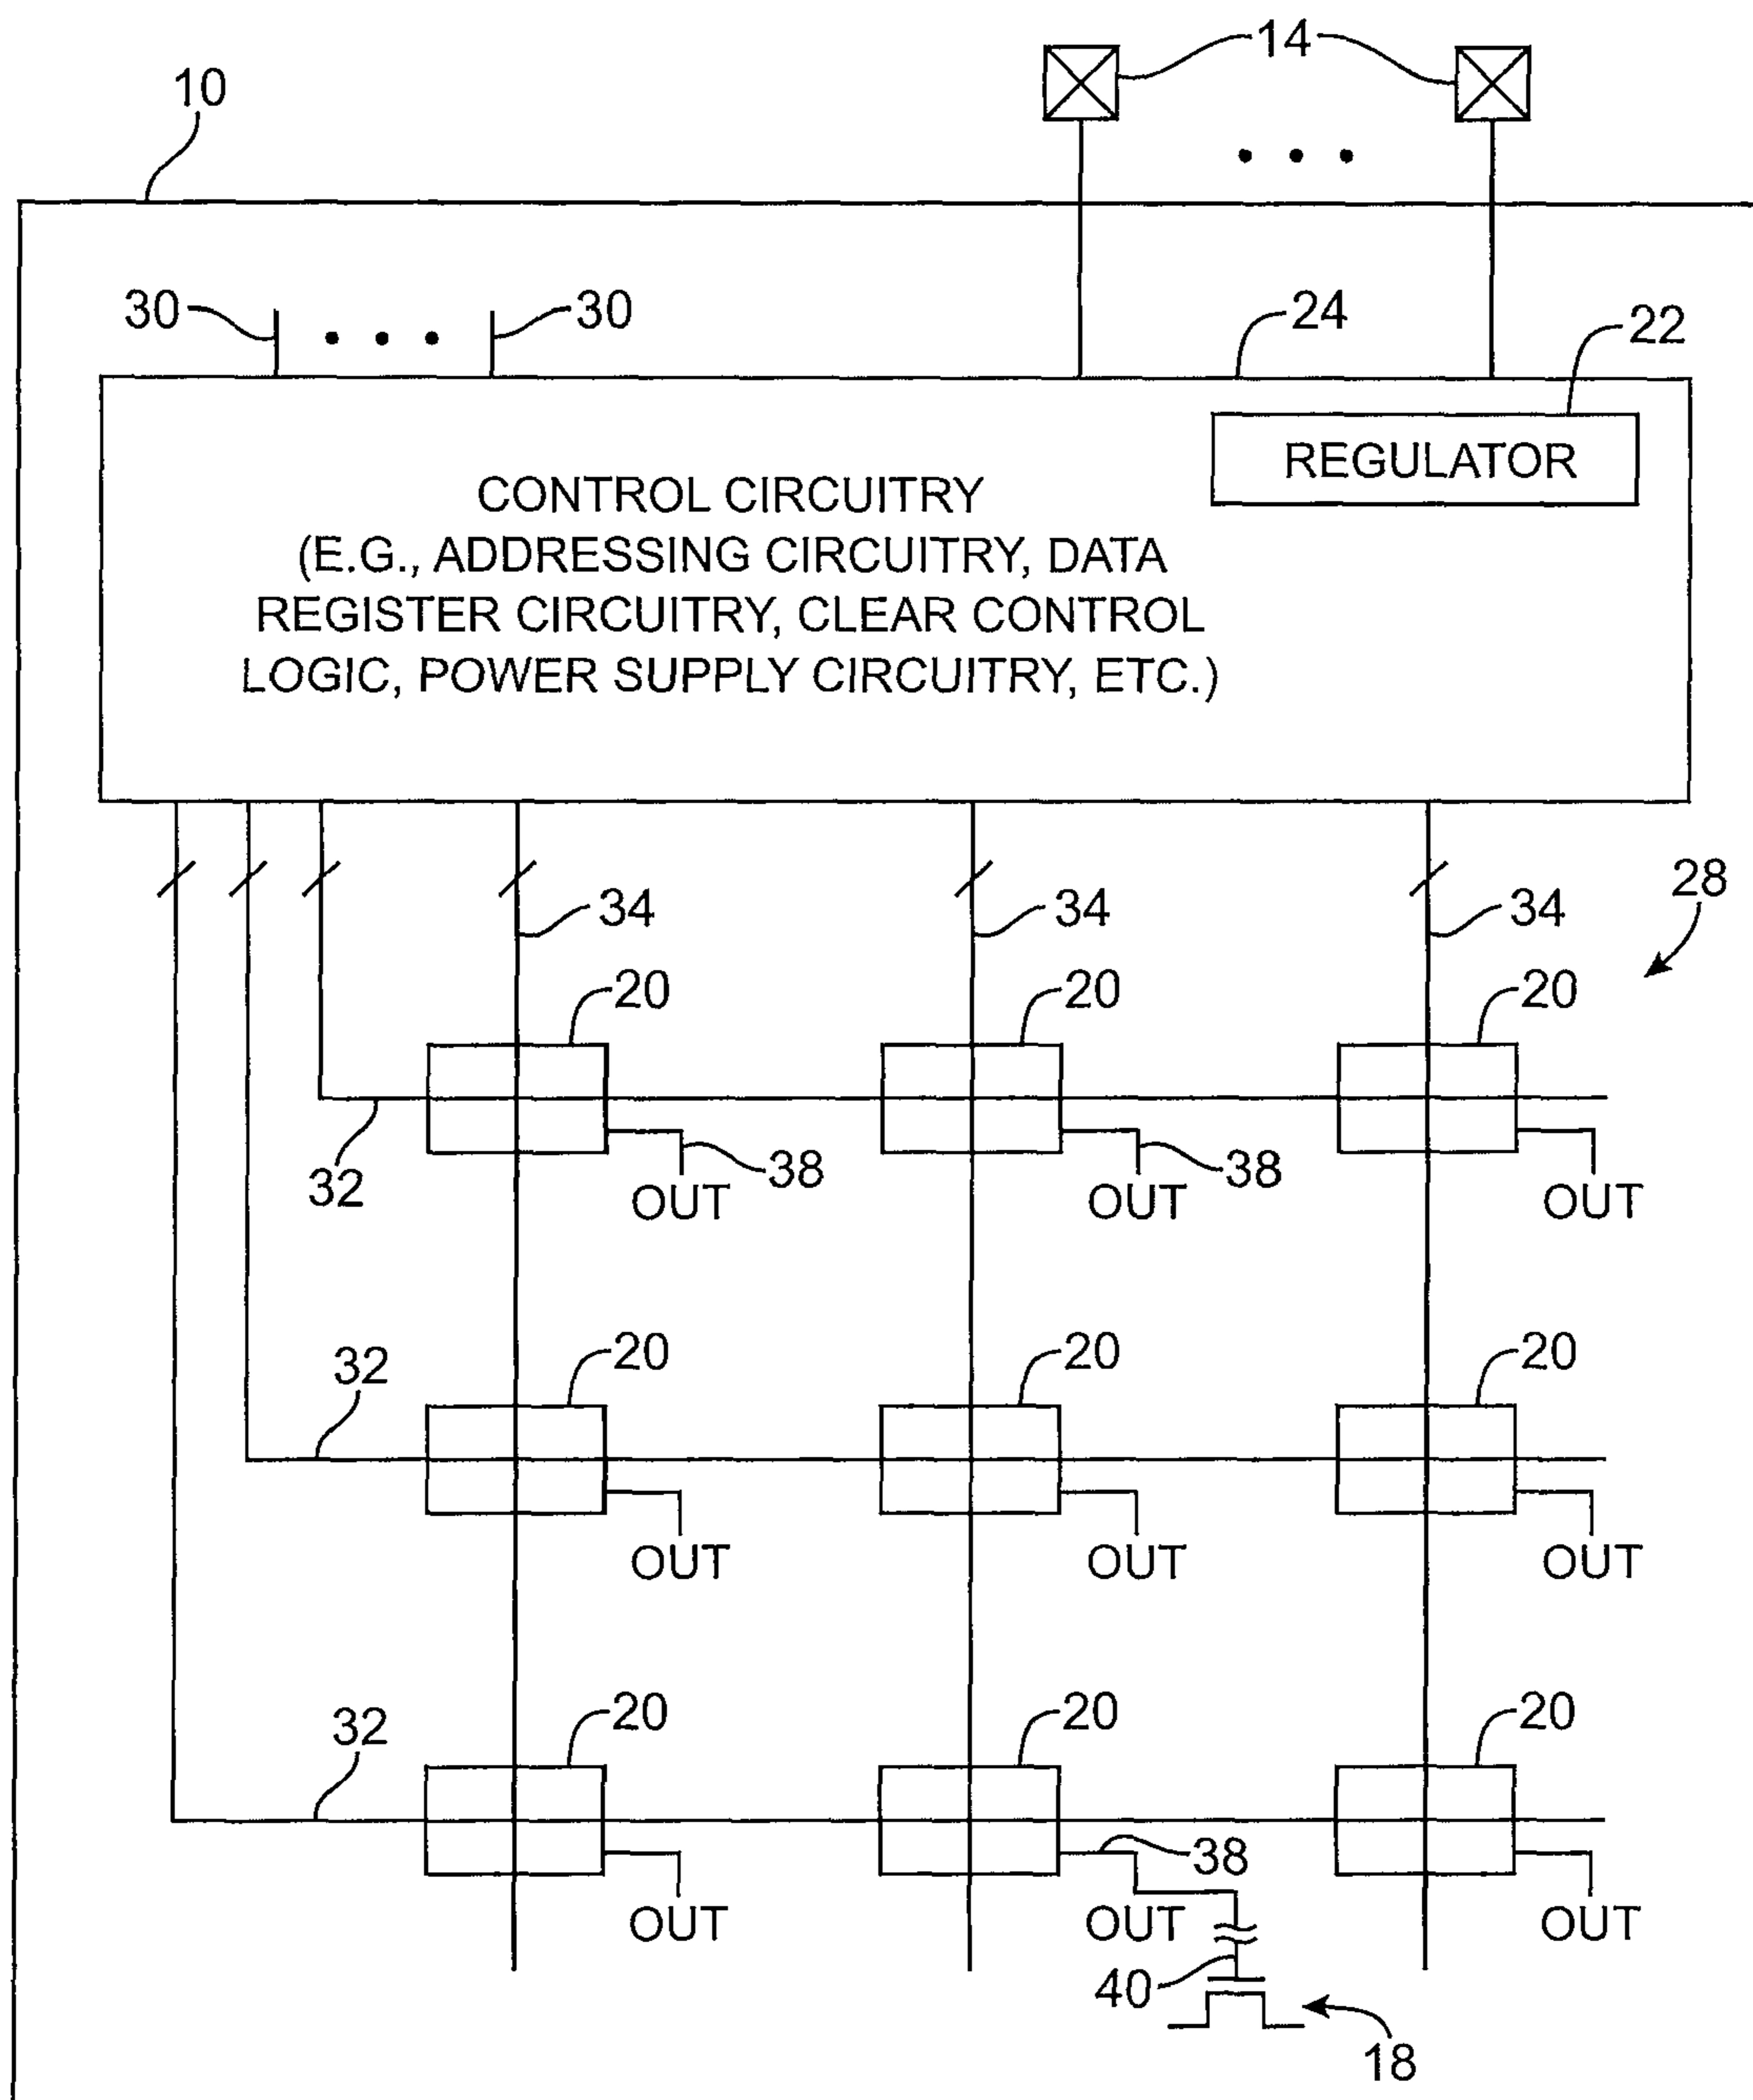 14
10
30 • • • 30
24
22
REGULATOR
CONTROL CIRCUITRY
(E.G., ADDRESSING CIRCUITRY, DATA
REGISTER CIRCUITRY, CLEAR CONTROL
LOGIC, POWER SUPPLY CIRCUITRY, ETC.)
28
34 34 34
20 20 20
32 38 38
OUT OUT OUT
32 20 20 20
OUT OUT OUT
32 20 20 20
38
OUT OUT OUT
40
18